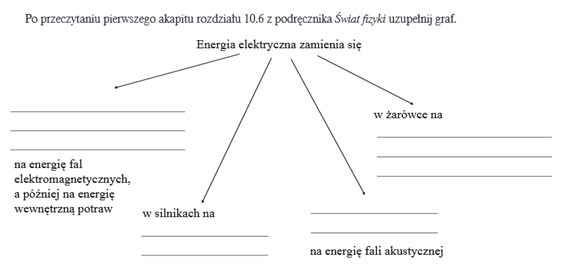 Po przeczytaniu pierwszego akapitu rozdziału 10.6 z podręcznika Świat fizyki uzupełnij graf.
Energia elektryczna zamienia się
w żarówce na
na energię fal
elektromagnetycznych,
a później na energię
wewnętrzną potraw
w silnikach na
na energię fali akustycznej